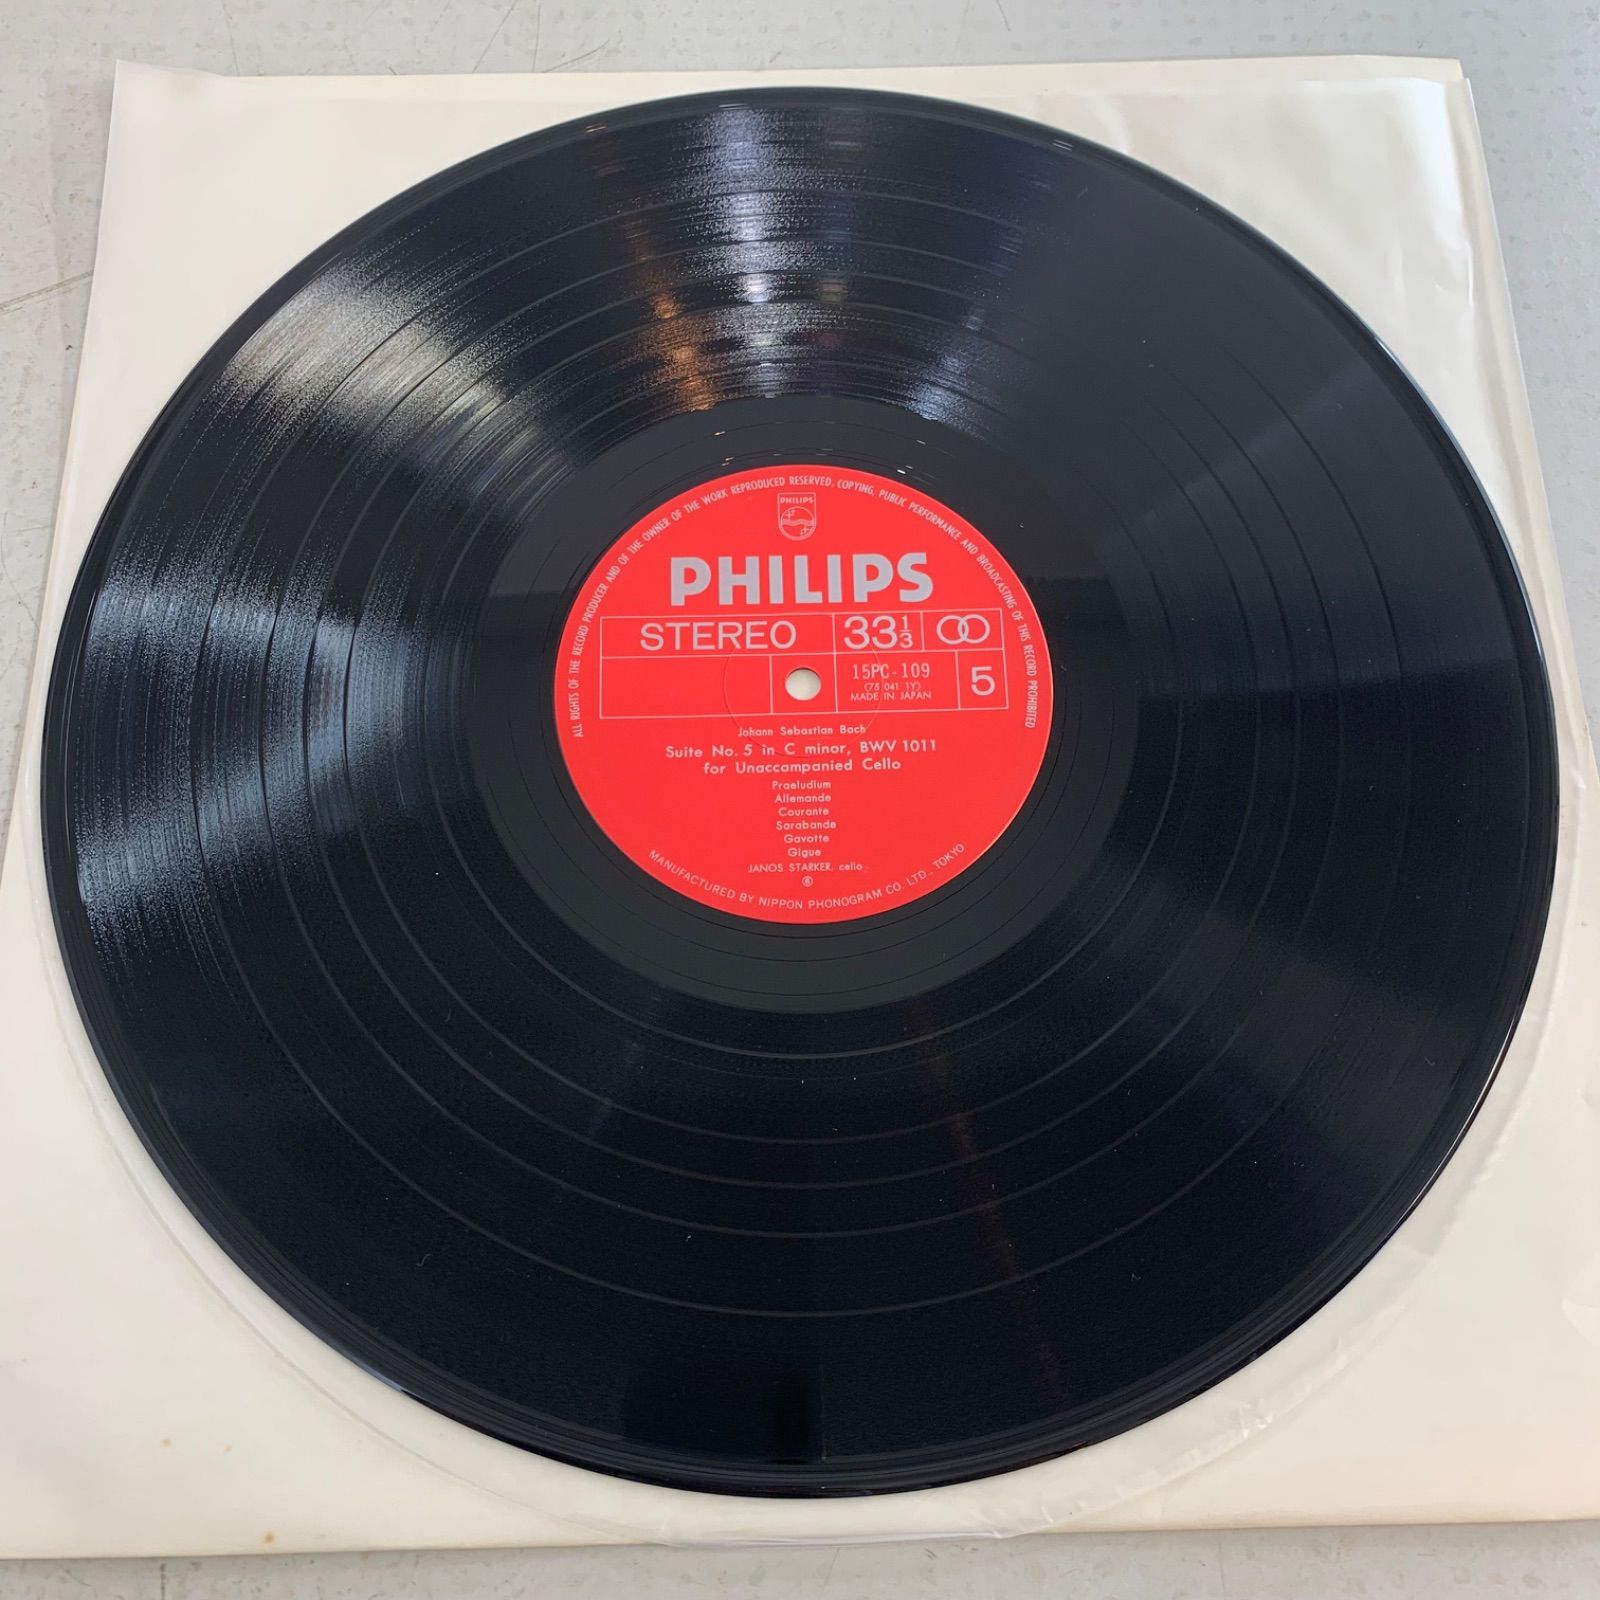 ALL RIGHTS OF THE RECORD PRODUCER AND OF THE OWNER OF THE WORK REPRODUCED RESERVED. COPYING, PUBLIC PERFORMANCE AND BROADCASTING OF THIS RECORD PROHIBITED
PHILIPS
PHILIPS
STEREO 33 1/3
15PC-109
(75 041 1Y)
MADE IN JAPAN
5
Johann Sebastian Bach
Suite No. 5 in C minor, BWV 1011
for Unaccampanied Cello
Praeludium
Allemande
Courante
Sarabande
Gavotte
Gigue
JANOS STARKER, cello
MANUFACTURED BY NIPPON PHONOGRAM CO. LTD., TOKYO